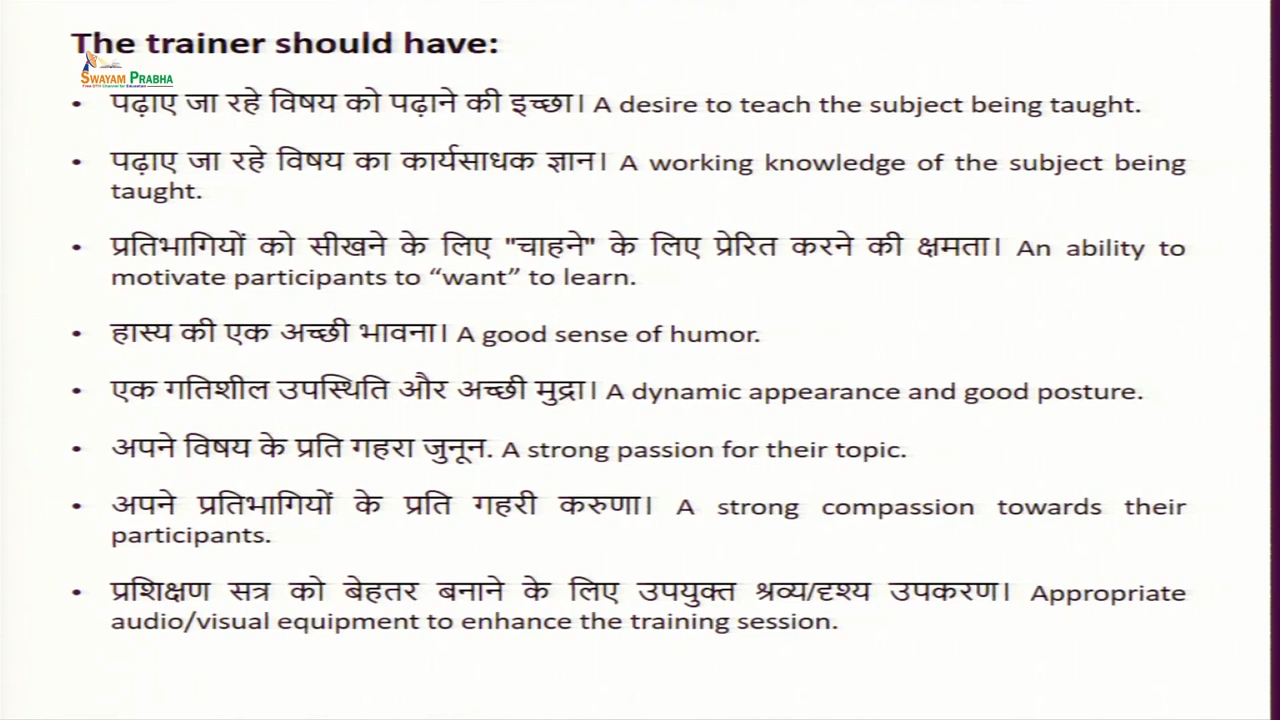 The trainer should have:
SWAYAM PRABHA
Free DTH Channel for Education
• पढ़ाए जा रहे विषय को पढ़ाने की इच्छा। A desire to teach the subject being taught.
• पढ़ाए जा रहे विषय का कार्यसाधक ज्ञान। A working knowledge of the subject being
taught.
• प्रतिभागियों को सीखने के लिए "चाहने" के लिए प्रेरित करने की क्षमता। An ability to
motivate participants to “want” to learn.
• हास्य की एक अच्छी भावना। A good sense of humor.
• एक गतिशील उपस्थिति और अच्छी मुद्रा। A dynamic appearance and good posture.
• अपने विषय के प्रति गहरा जुनून. A strong passion for their topic.
• अपने प्रतिभागियों के प्रति गहरी करुणा। A strong compassion towards their
participants.
• प्रशिक्षण सत्र को बेहतर बनाने के लिए उपयुक्त श्रव्य/दृश्य उपकरण। Appropriate
audio/visual equipment to enhance the training session.